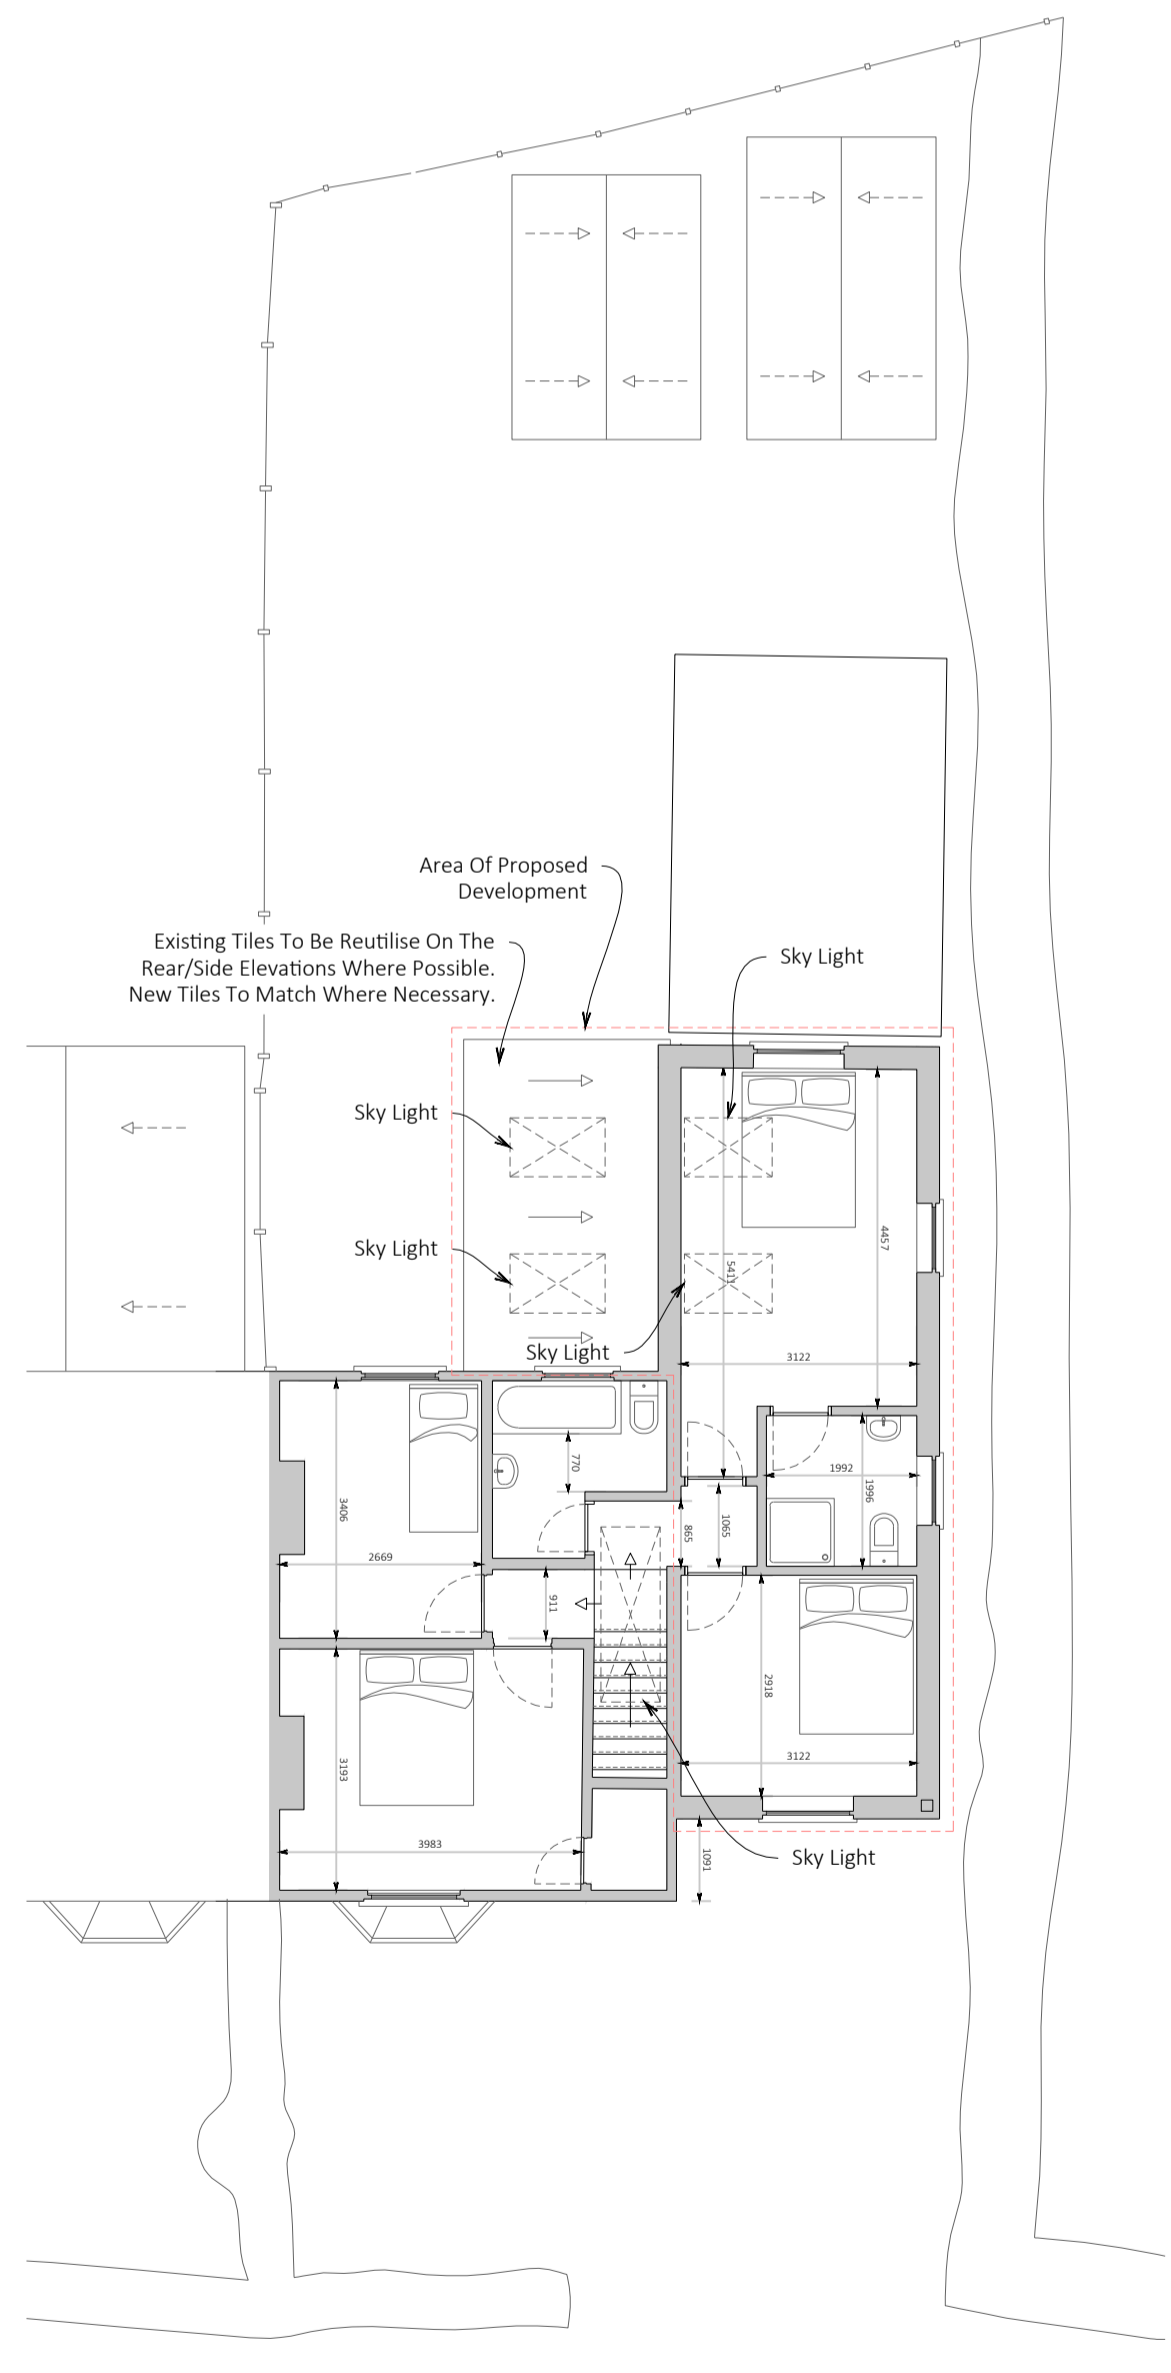 Area Of Proposed
Development
Existing Tiles To Be Reutilise On The
Rear/Side Elevations Where Possible.
New Tiles To Match Where Necessary.
Sky Light
Sky Light
Sky Light
Sky Light
5411
4457
3122
770
1992
1996
3406
2669
865
1065
911
2918
3122
3193
3983
1091
Sky Light